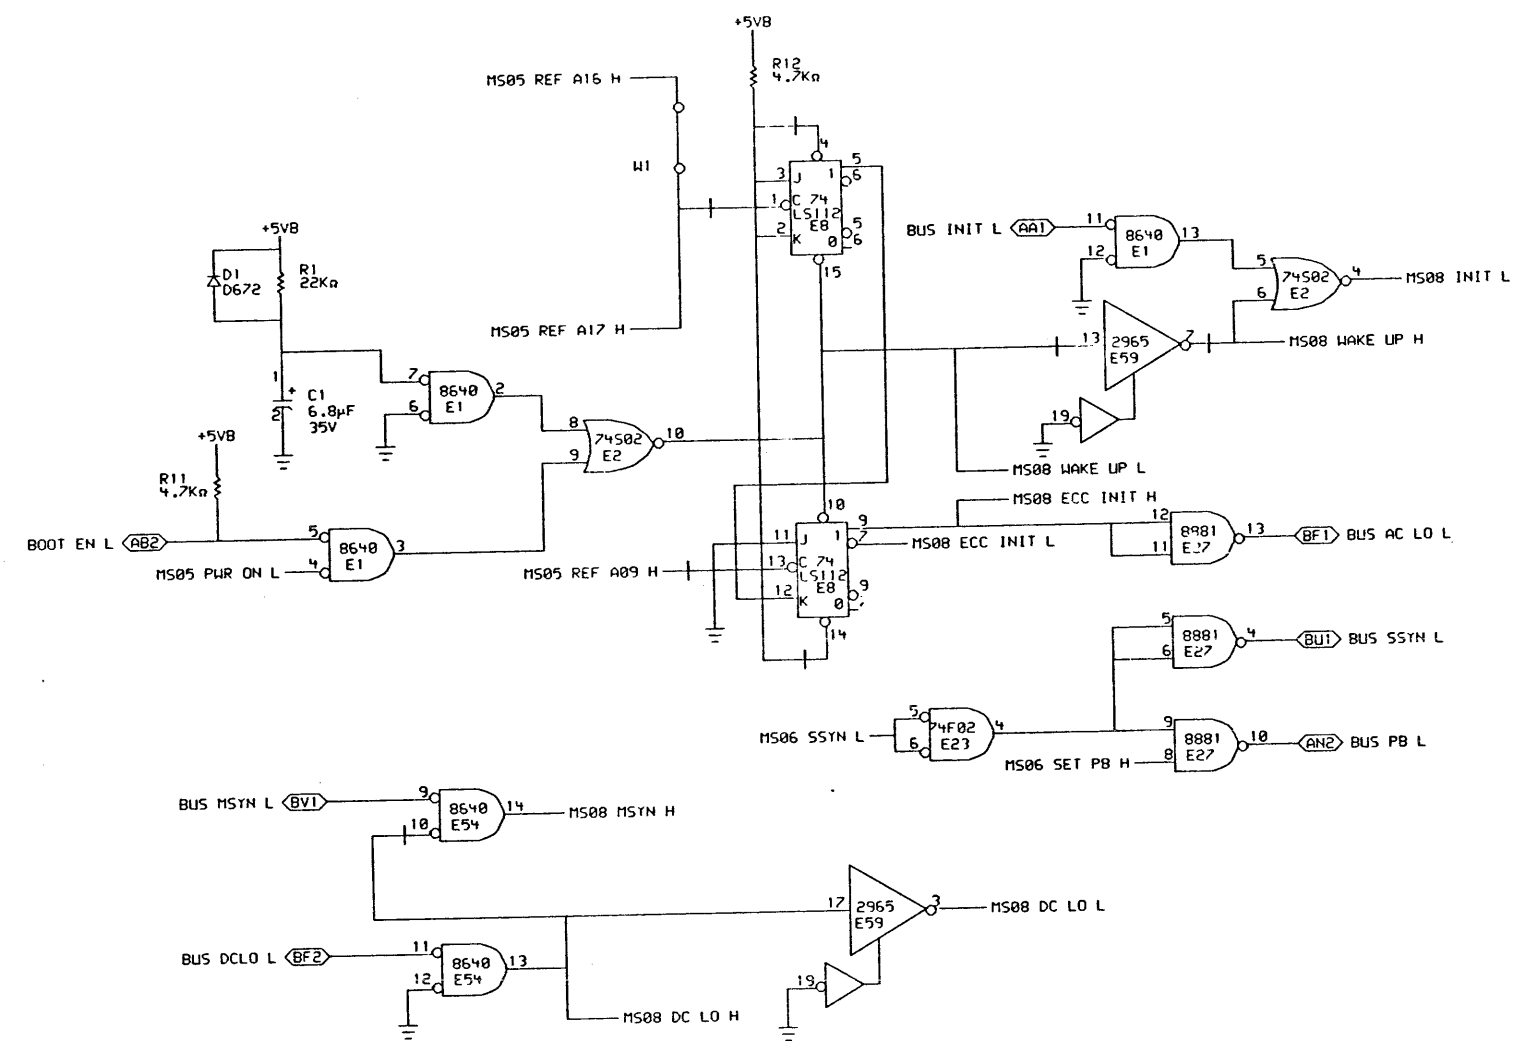 +5VB
R12
4.7KΩ
MS05 REF A16 H
W1
MS05 REF A17 H
4
3 J 1 5
6
1 C 74
LS112
E8 5
2 K 0 6
15
+5VB
D1
D672
R1
22KΩ
1
+
2
C1
6.8µF
35V
7
6
8640
E1
2
+5VB
R11
4.7KΩ
BOOT EN L AB2
MS05 PWR ON L
5
4
8640
E1
3
8
9
74S02
E2
10
BUS INIT L AA1
11
12
8640
E1
13
5
6
74S02
E2
4
MS08 INIT L
13
2965
E59
7
MS08 WAKE UP H
19
MS08 WAKE UP L
MS08 ECC INIT H
10
11 J 1 9
7
MS08 ECC INIT L
MS05 REF A09 H
13 C 74
LS112
E8 9
12 K 0
14
12
11
8881
13
BF1 BUS AC LO L
5
6
8881
E27
4
BU1 BUS SSYN L
MS06 SSYN L
5
6
74F02
E23
4
9
8
8881
E27
10
AN2 BUS PB L
MS06 SET PB H
BUS MSYN L BV1
9
10
8640
E54
14
MS08 MSYN H
17
2965
E59
3
MS08 DC LO L
BUS DCLO L BF2
11
12
8640
E54
13
19
MS08 DC LO H